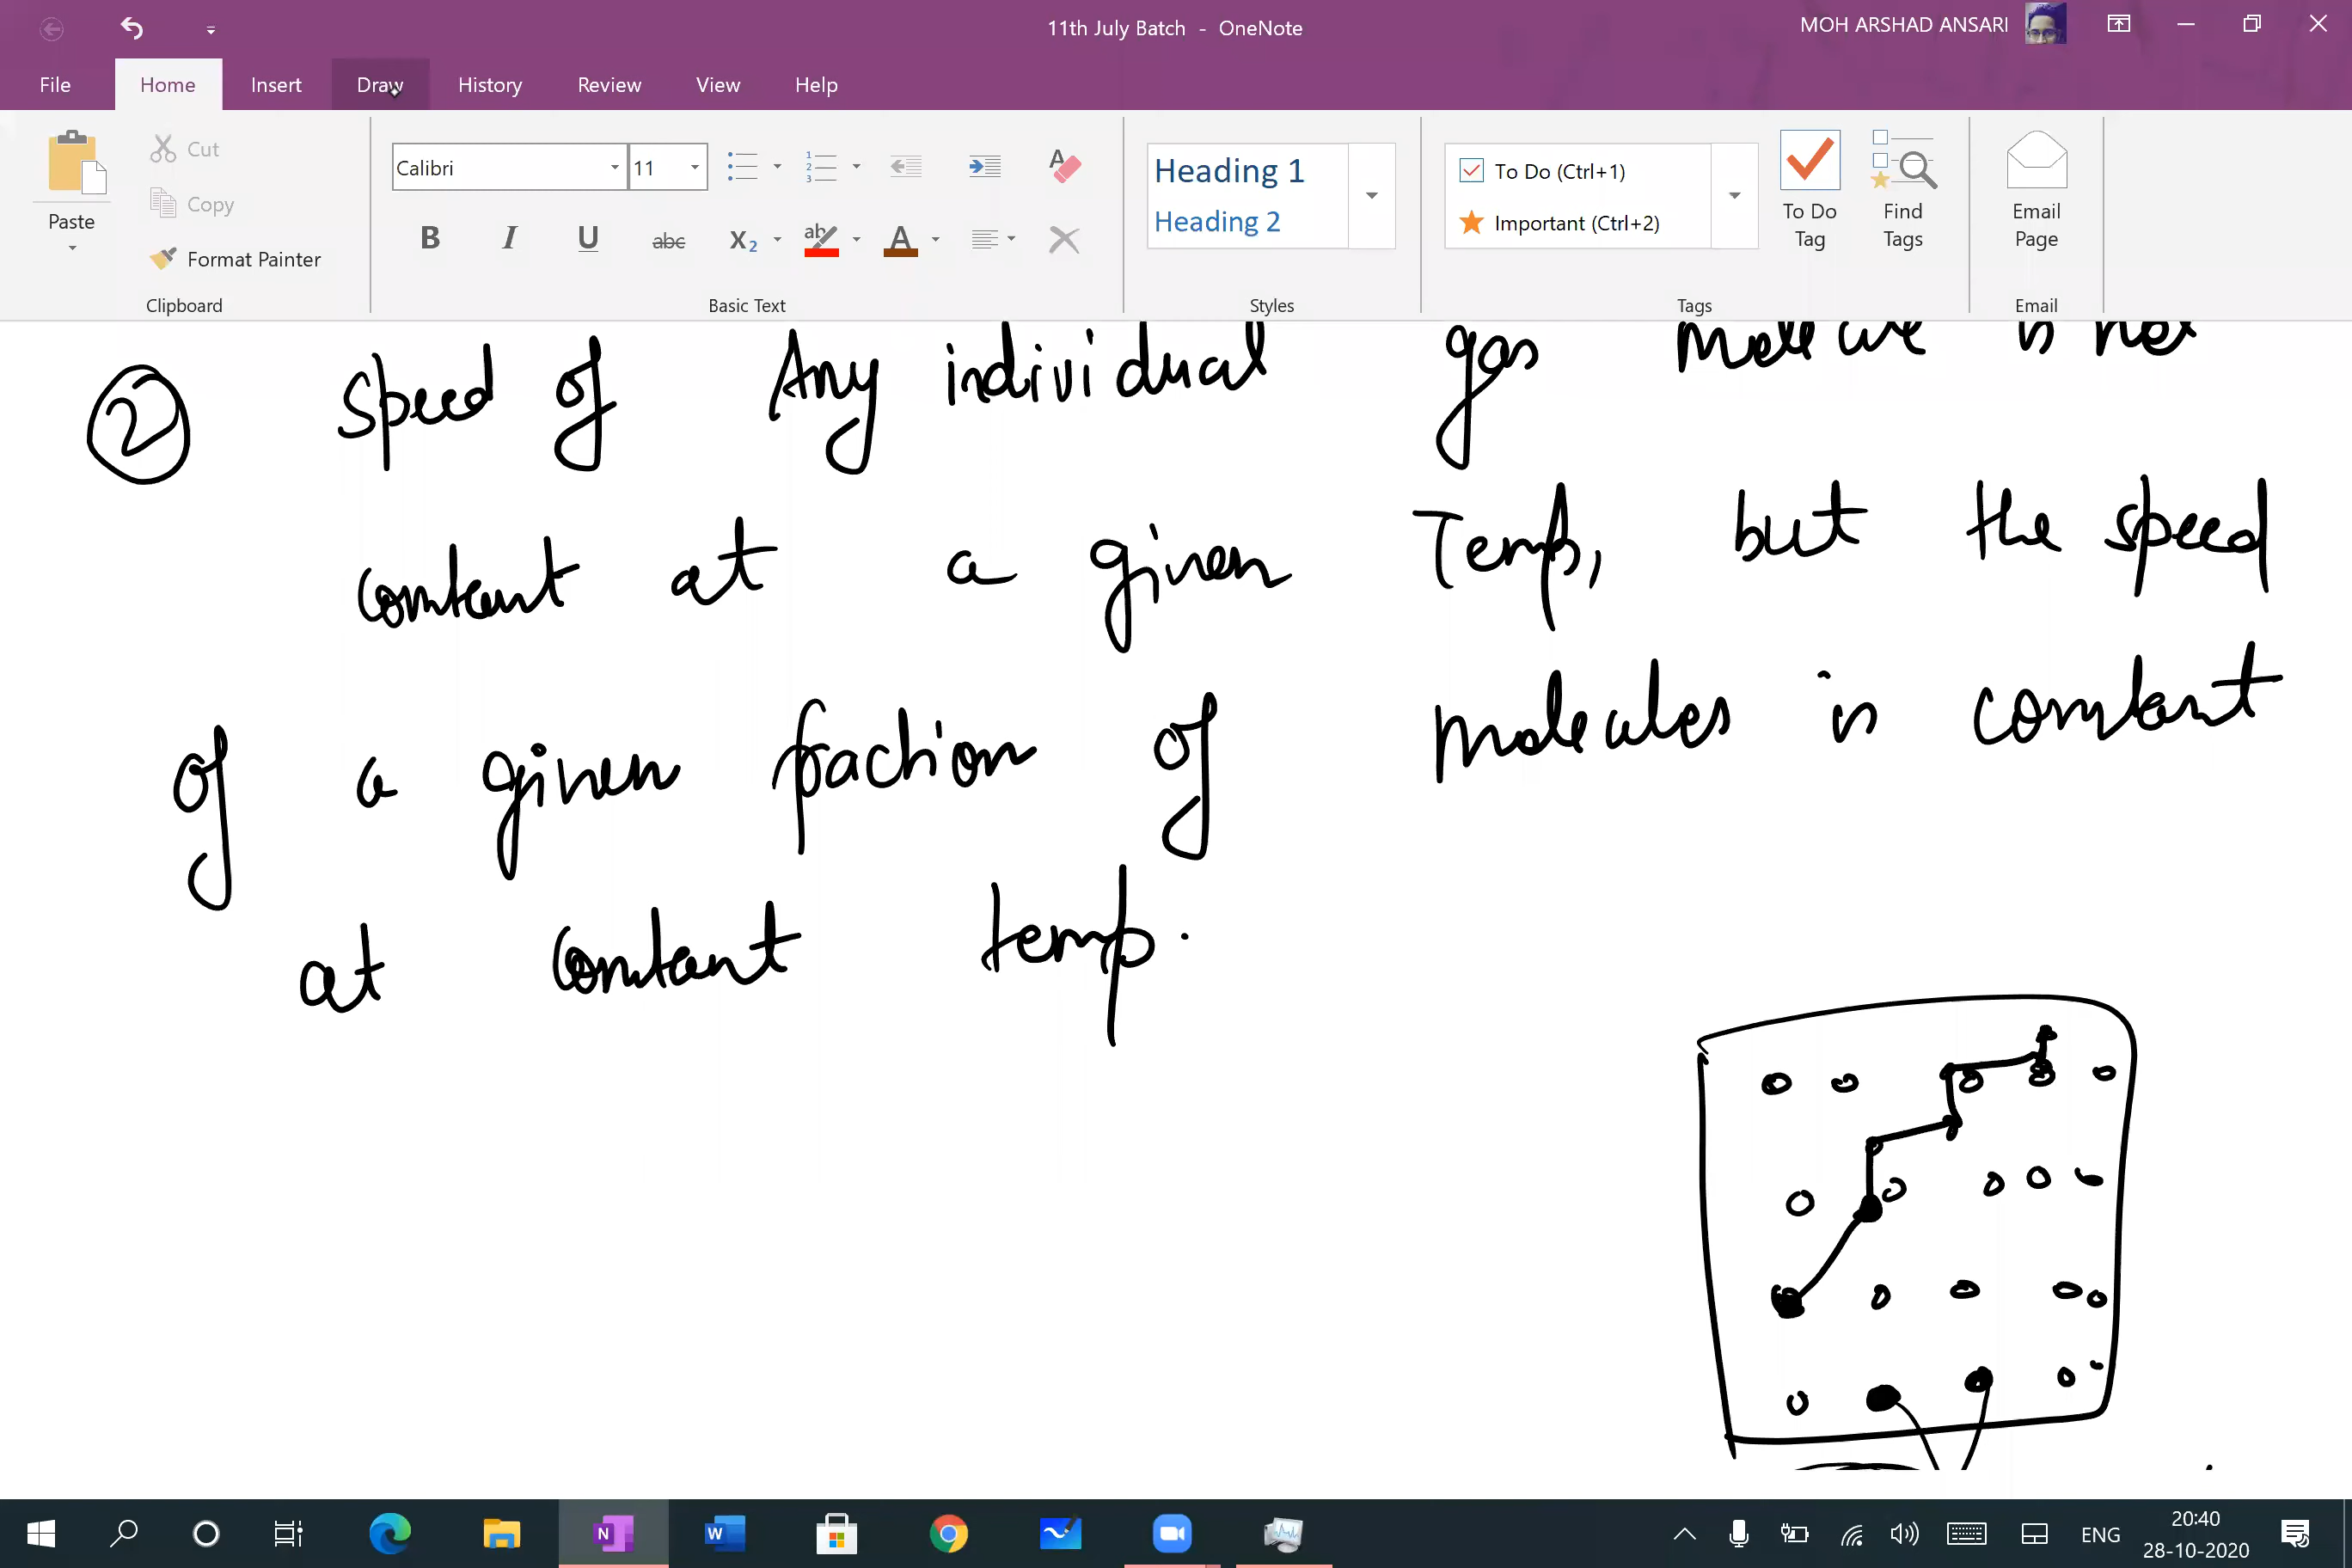 11th July Batch - OneNote
MOH ARSHAD ANSARI
File Home Insert Draw History Review View Help
Paste
Cut
Copy
Format Painter
Clipboard
Calibri 11
B I U abc X2 ab A
Basic Text
Heading 1
Heading 2
Styles
To Do (Ctrl+1)
Important (Ctrl+2)
To Do
Tag
Find
Tags
Tags
Email
Page
Email
② Speed of Any individual gas molecule is not
constant at a given Temp, but the speed
of a given fraction of molecules is constant
at constant temp.
ENG
20:40
28-10-2020